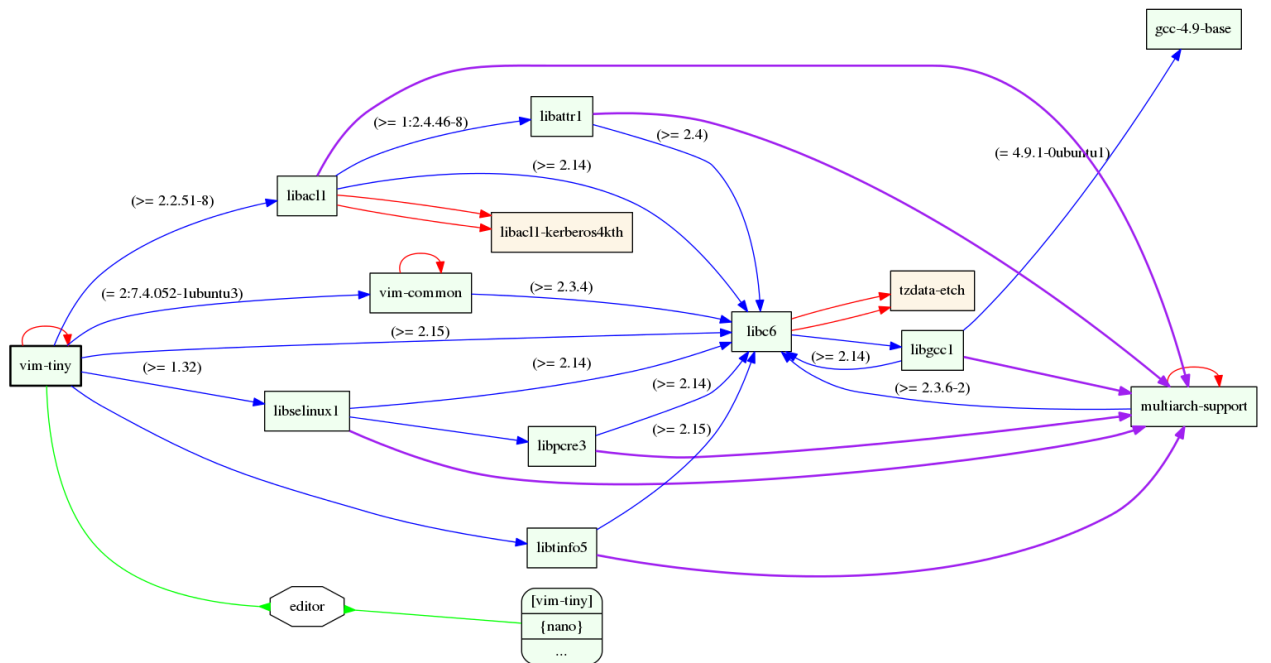 gcc-4.9-base
libattr1
(>= 1:2.4.46-8)
(>= 2.4)
(= 4.9.1-0ubuntu1)
(>= 2.14)
libacl1
(>= 2.2.51-8)
libacl1-kerberos4kth
(= 2:7.4.052-1ubuntu3)
vim-common
(>= 2.3.4)
tzdata-etch
(>= 2.15)
libc6
libgcc1
(>= 2.14)
vim-tiny
(>= 1.32)
(>= 2.14)
(>= 2.14)
(>= 2.3.6-2)
libselinux1
multiarch-support
(>= 2.15)
libpcre3
libtinfo5
editor
[vim-tiny]
{nano}
...